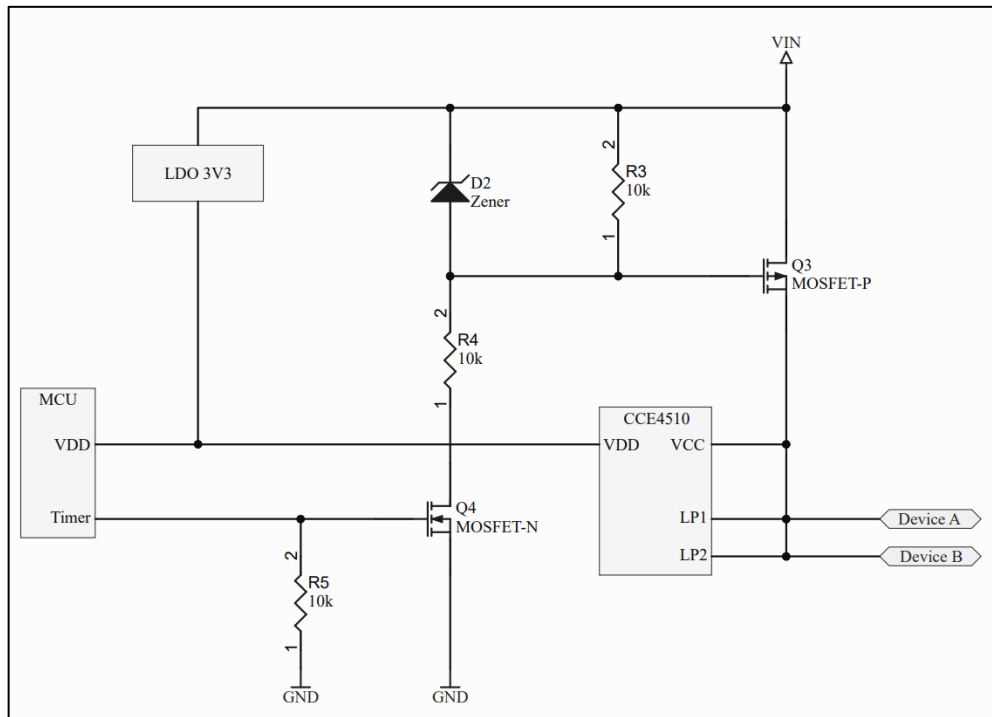 VIN
LDO 3V3
D2
Zener
2
R3
10k
1
Q3
MOSFET-P
2
R4
10k
1
MCU
VDD
Timer
CCE4510
VDD VCC
LP1
LP2
Device A
Device B
Q4
MOSFET-N
2
R5
10k
1
GND
GND